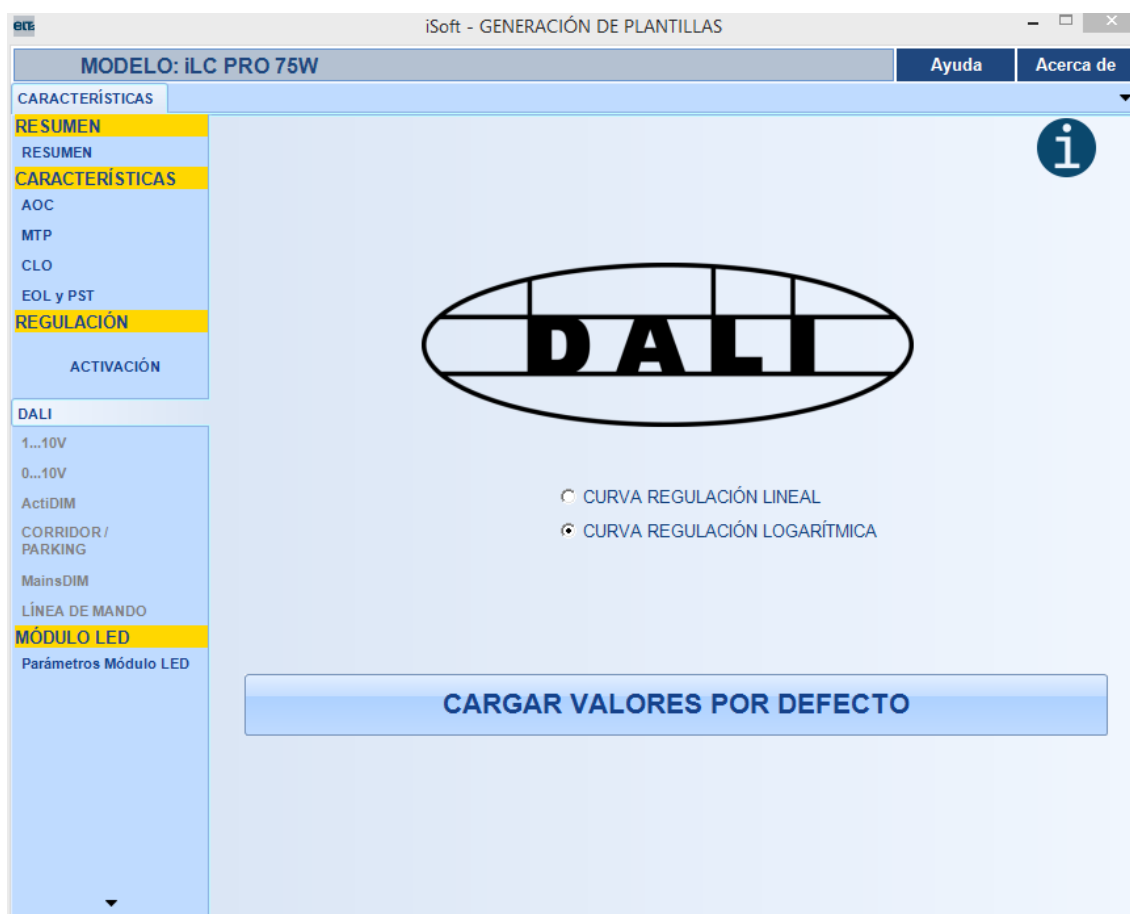 ELT
iSoft - GENERACIÓN DE PLANTILLAS
MODELO: iLC PRO 75W
Ayuda
Acerca de
CARACTERÍSTICAS
RESUMEN
RESUMEN
CARACTERÍSTICAS
AOC
MTP
CLO
EOL y PST
REGULACIÓN
ACTIVACIÓN
DALI
1...10V
0...10V
ActiDIM
CORRIDOR /
PARKING
MainsDIM
LÍNEA DE MANDO
MÓDULO LED
Parámetros Módulo LED
i
DALI
CURVA REGULACIÓN LINEAL
CURVA REGULACIÓN LOGARÍTMICA
CARGAR VALORES POR DEFECTO